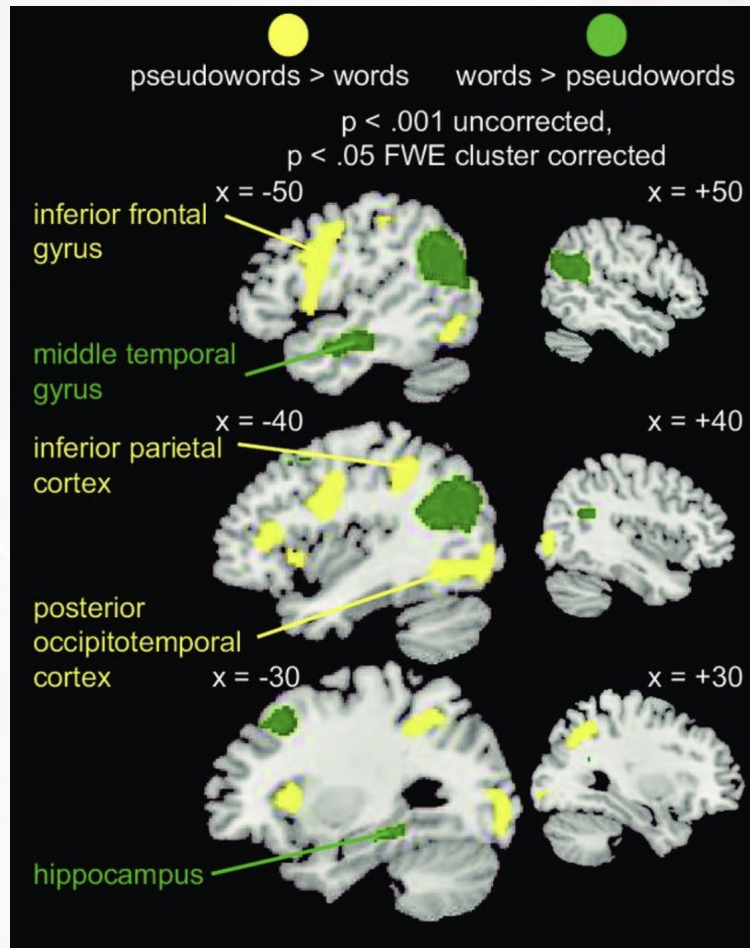 pseudowords > words
words > pseudowords
p < .001 uncorrected,
p < .05 FWE cluster corrected
x = -50
x = +50
inferior frontal
gyrus
middle temporal
gyrus
x = -40
x = +40
inferior parietal
cortex
posterior
occipitotemporal
cortex
x = -30
x = +30
hippocampus